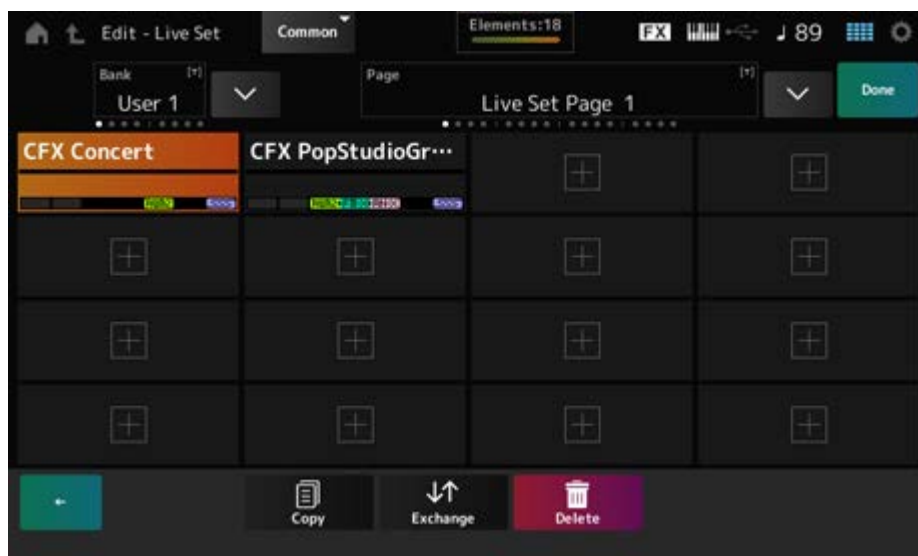 Edit - Live Set
Common
Elements:18
FX
89
Bank
User 1
Page
Live Set Page 1
Done
CFX Concert
CFX PopStudioGr⋯
Copy
Exchange
Delete